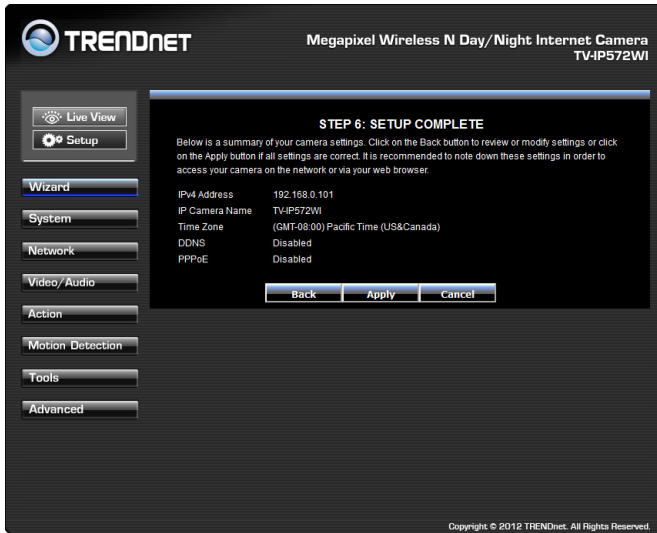 TRENDNET
Megapixel Wireless N Day/Night Internet Camera
TV-IP572WI
Live View
Setup
Wizard
System
Network
Video/Audio
Action
Motion Detection
Tools
Advanced
STEP 6: SETUP COMPLETE
Below is a summary of your camera settings. Click on the Back button to review or modify settings or click
on the Apply button if all settings are correct. It is recommended to note down these settings in order to
access your camera on the network or via your web browser.
IPv4 Address 192.168.0.101
IP Camera Name TV-IP572WI
Time Zone (GMT-08:00) Pacific Time (US&Canada)
DDNS Disabled
PPPoE Disabled
Back Apply Cancel
Copyright © 2012 TRENDnet. All Rights Reserved.